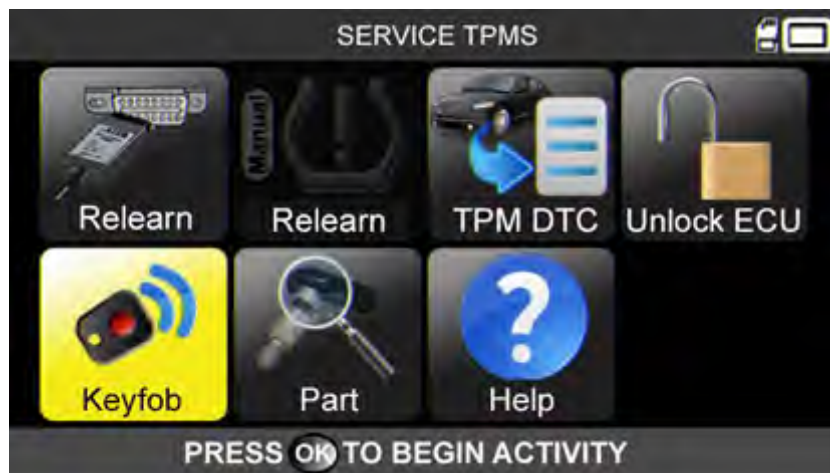 SERVICE TPMS
Manual
Relearn
Relearn
TPM DTC
Unlock ECU
Keyfob
Part
Help
PRESS OK TO BEGIN ACTIVITY